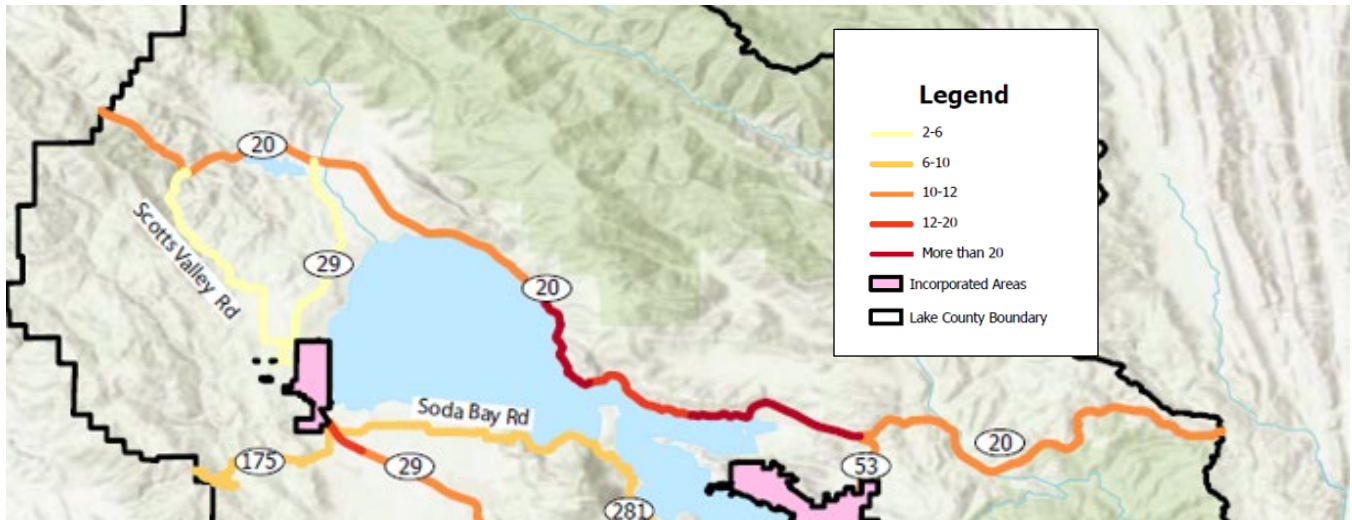 Legend
2-6
6-10
10-12
12-20
More than 20
Incorporated Areas
Lake County Boundary
20
Scotts Valley Rd
29
20
Soda Bay Rd
175
29
20
53
281